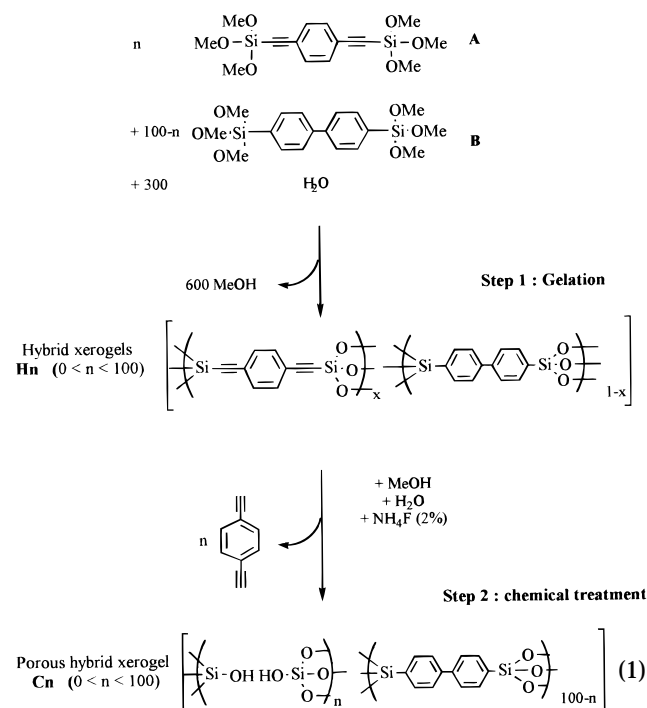 MeO OMe
n MeO-Si Si-OMe A
MeO OMe
OMe OMe
+ 100-n MeO-Si Si-OMe B
OMe OMe
+ 300 H2O
600 MeOH
Step 1 : Gelation
Hybrid xerogels
Hn (0 < n < 100)
Si Si O O O x Si Si O O O 1-x
+ MeOH
+ H2O
n + NH4F (2%)
Step 2 : chemical treatment
Porous hybrid xerogel
Cn (0 < n < 100)
Si-OH HO-Si O O O n Si Si O O O 100-n (1)